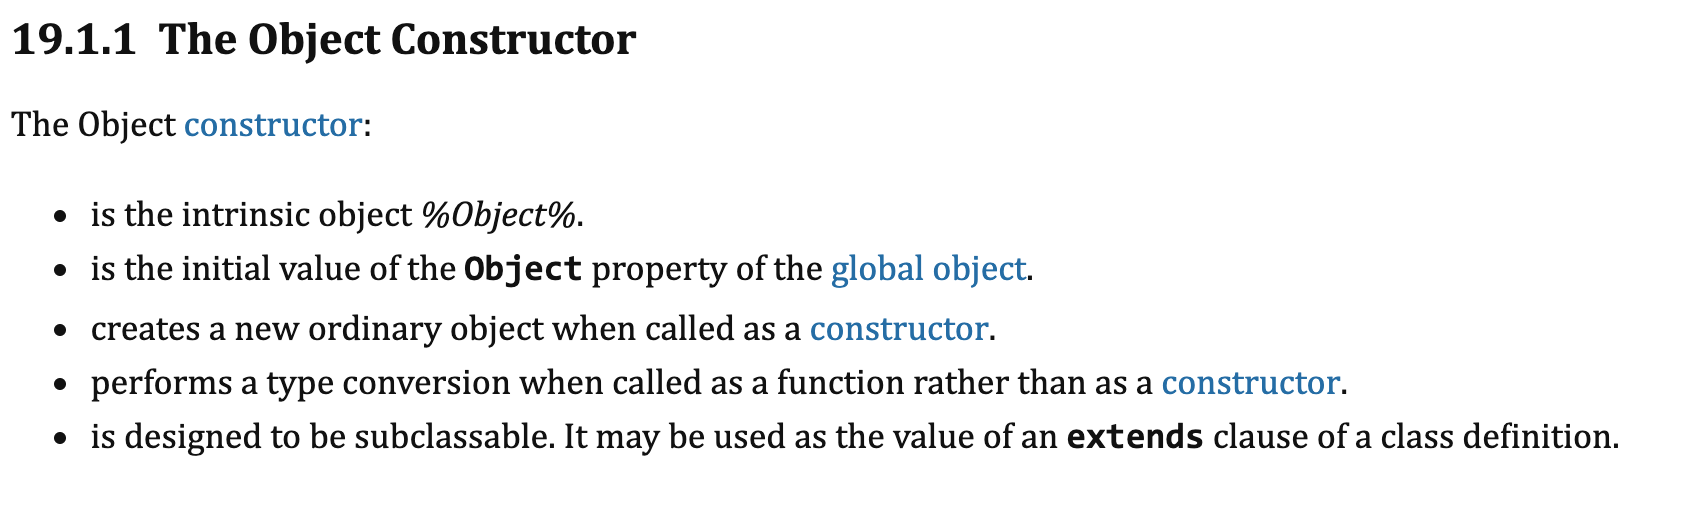 19.1.1 The Object Constructor
The Object constructor:
• is the intrinsic object %Object%.
• is the initial value of the Object property of the global object.
• creates a new ordinary object when called as a constructor.
• performs a type conversion when called as a function rather than as a constructor.
• is designed to be subclassable. It may be used as the value of an extends clause of a class definition.